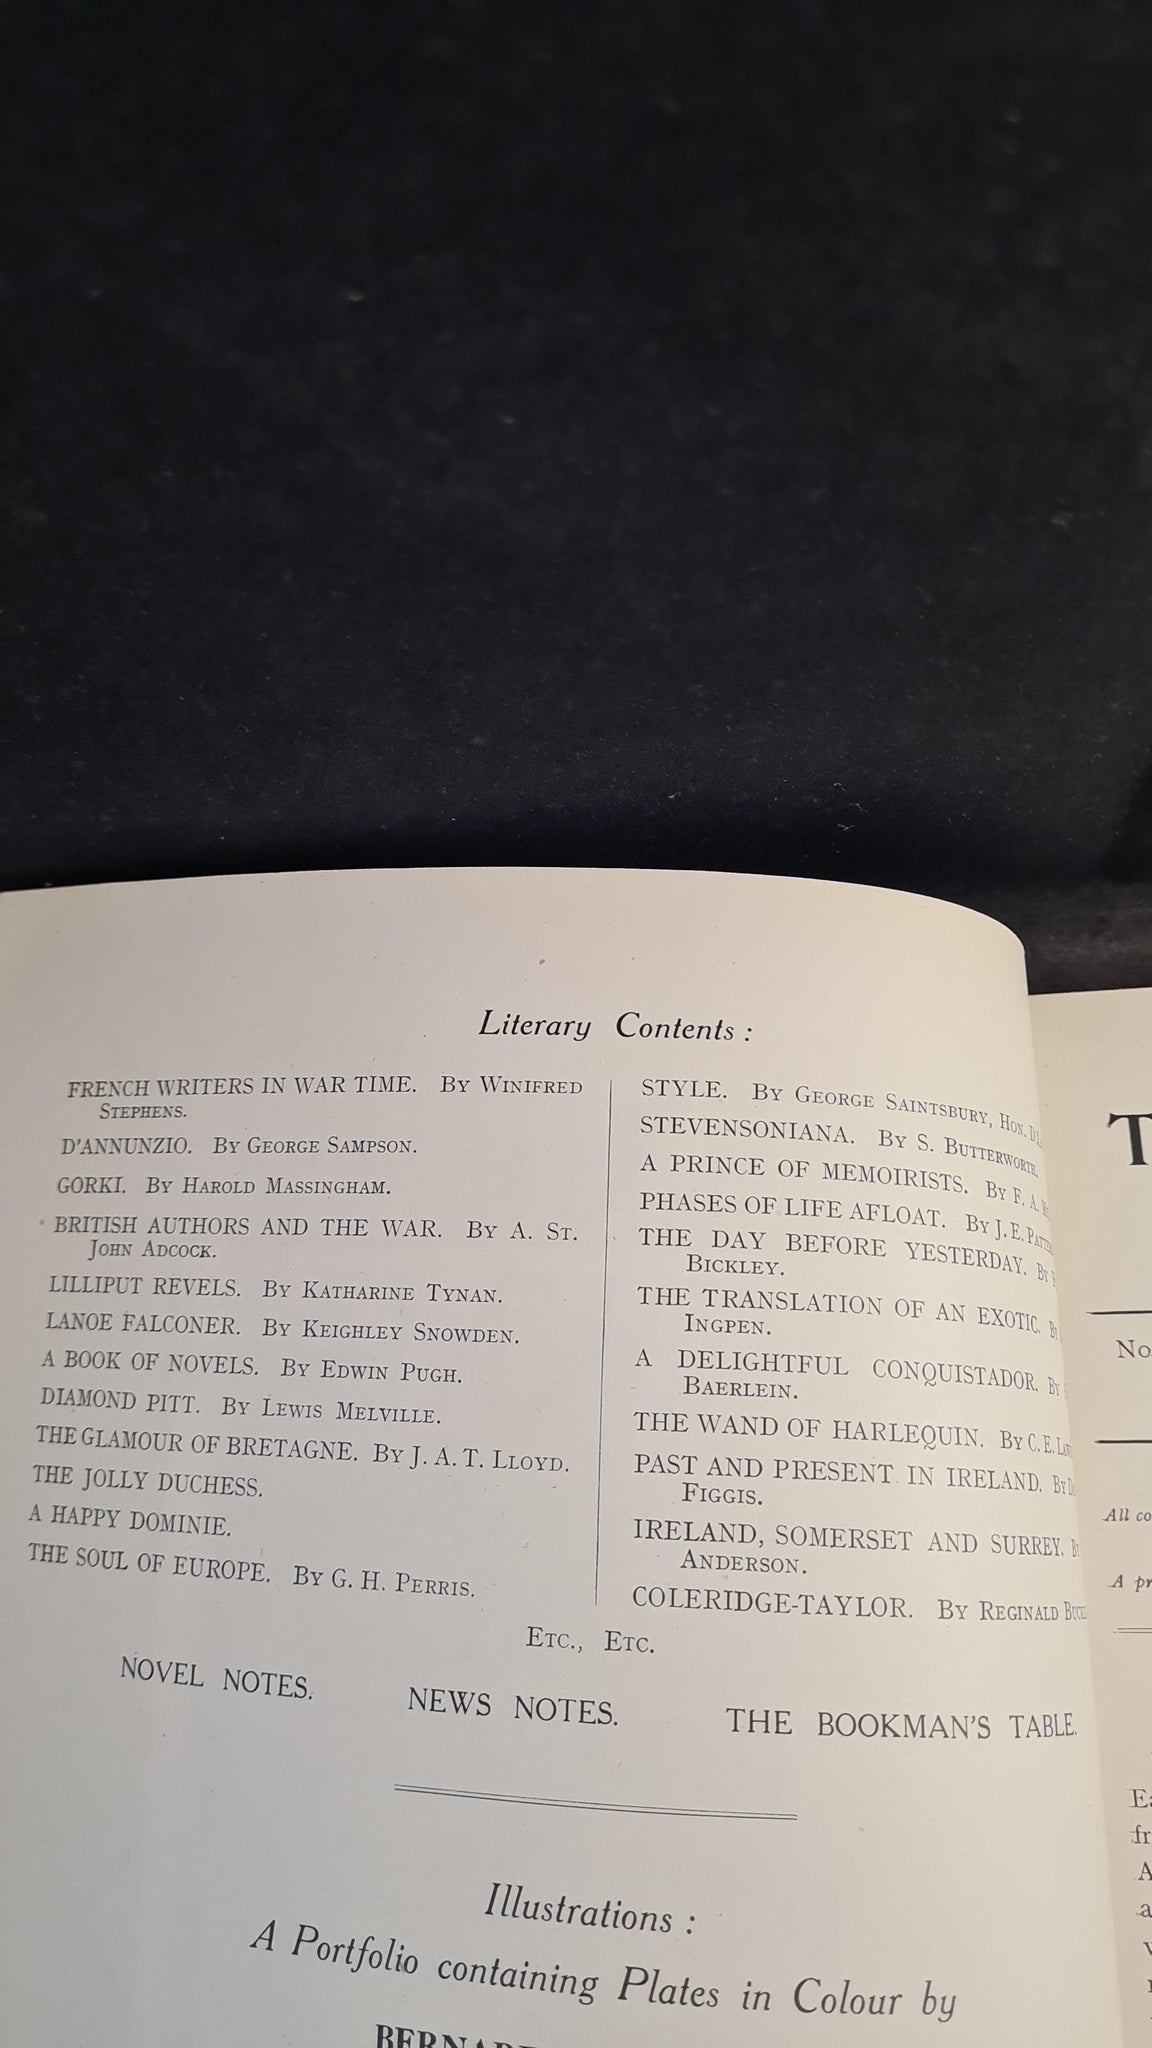 Literary Contents :
FRENCH WRITERS IN WAR TIME. By Winifred
Stephens.
D'ANNUNZIO. By George Sampson.
GORKI. By Harold Massingham.
BRITISH AUTHORS AND THE WAR. By A. St.
John Adcock.
LILLIPUT REVELS. By Katharine Tynan.
LANOE FALCONER. By Keighley Snowden.
A BOOK OF NOVELS. By Edwin Pugh.
DIAMOND PITT. By Lewis Melville.
THE GLAMOUR OF BRETAGNE. By J. A. T. Lloyd.
THE JOLLY DUCHESS.
A HAPPY DOMINIE.
THE SOUL OF EUROPE. By G. H. Perris.
STYLE. By George Saintsbury, Hon.
STEVENSONIANA. By S. Butterworth.
A PRINCE OF MEMOIRISTS. By F. A.
PHASES OF LIFE AFLOAT. By J. E.
THE DAY BEFORE YESTERDAY. By
Bickley.
THE TRANSLATION OF AN EXOTIC.
Ingpen.
A DELIGHTFUL CONQUISTADOR. By
Baerlein.
THE WAND OF HARLEQUIN. By C. E.
PAST AND PRESENT IN IRELAND. By
Figgis.
IRELAND, SOMERSET AND SURREY.
Anderson.
COLERIDGE-TAYLOR. By Reginald
Etc., Etc.
NOVEL NOTES. NEWS NOTES. THE BOOKMAN'S TABLE.
Illustrations :
A Portfolio containing Plates in Colour by
T
No
All
A